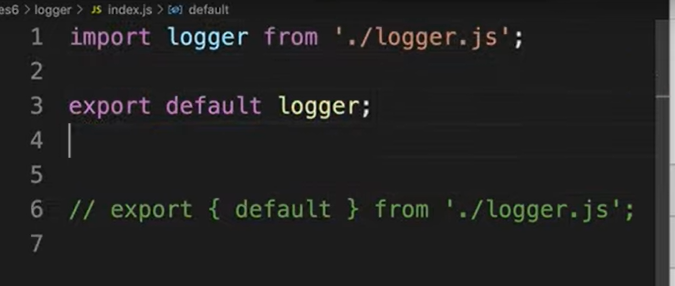 es6 > logger > JS index.js > default
1 import logger from './logger.js';
2
3 export default logger;
4
5
6 // export { default } from './logger.js';
7